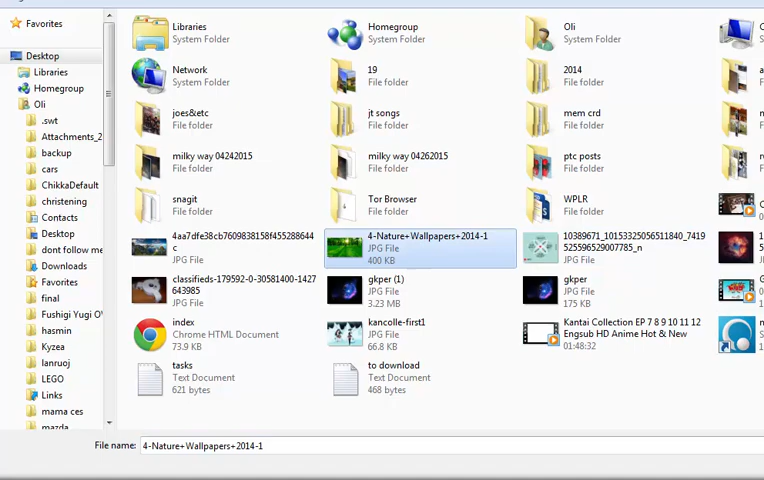 Favorites
Desktop
Libraries
Homegroup
Oli
.swt
Attachments_2
backup
cars
ChikkaDefault
christening
Contacts
Desktop
dont follow me
Downloads
Favorites
final
Fushigi Yugi OV
hasmin
Kyzea
lanruoj
LEGO
Links
mama ces
mazda
Libraries
System Folder
Homegroup
System Folder
Oli
System Folder
Network
System Folder
19
File folder
2014
File folder
joes&etc
File folder
jt songs
File folder
mem crd
File folder
milky way 04242015
File folder
milky way 04262015
File folder
ptc posts
File folder
snagit
File folder
Tor Browser
File folder
WPLR
File folder
4aa7dfe38cb7609838158f455288644
c
JPG File
4-Nature+Wallpapers+2014-1
JPG File
400 KB
10389671_10153325056511840_7419
525596529007785_n
JPG File
classifieds-179592-0-30581400-1427
643985
JPG File
gkper (1)
JPG File
3.23 MB
gkper
JPG File
175 KB
index
Chrome HTML Document
73.9 KB
kancolle-first1
JPG File
66.8 KB
Kantai Collection EP 7 8 9 10 11 12
Engsub HD Anime Hot & New
01:48:32
tasks
Text Document
621 bytes
to download
Text Document
468 bytes
File name:
4-Nature+Wallpapers+2014-1